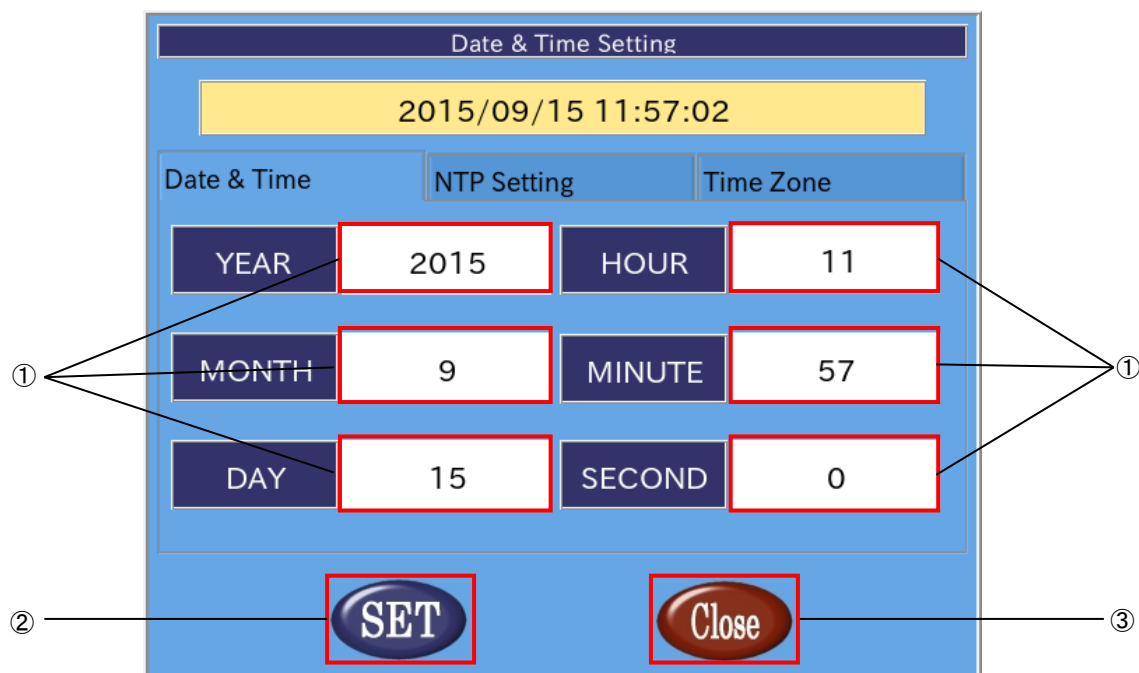 Date & Time Setting
2015/09/15 11:57:02
Date & Time NTP Setting Time Zone
YEAR 2015 HOUR 11
① MONTH 9 MINUTE 57 ①
DAY 15 SECOND 0
② SET Close ③